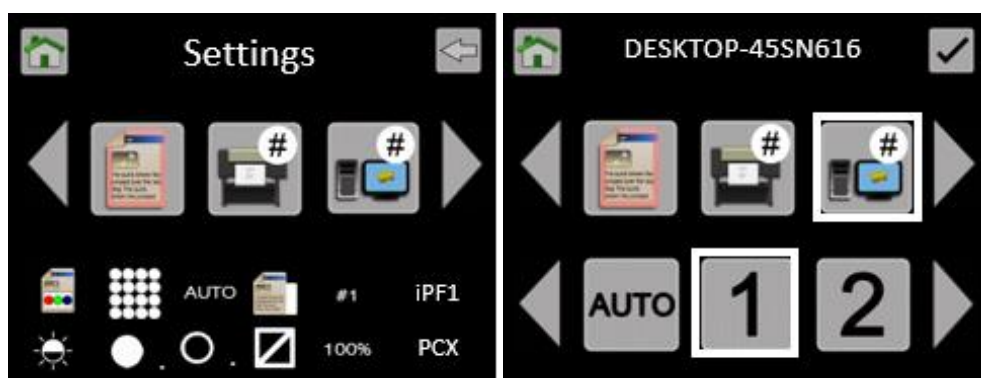 Settings
# #
AUTO #1 iPF1
100% PCX
DESKTOP-45SN616
# #
AUTO 1 2